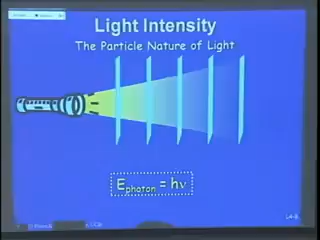 Light Intensity
The Particle Nature of Light
Ephoton = hν